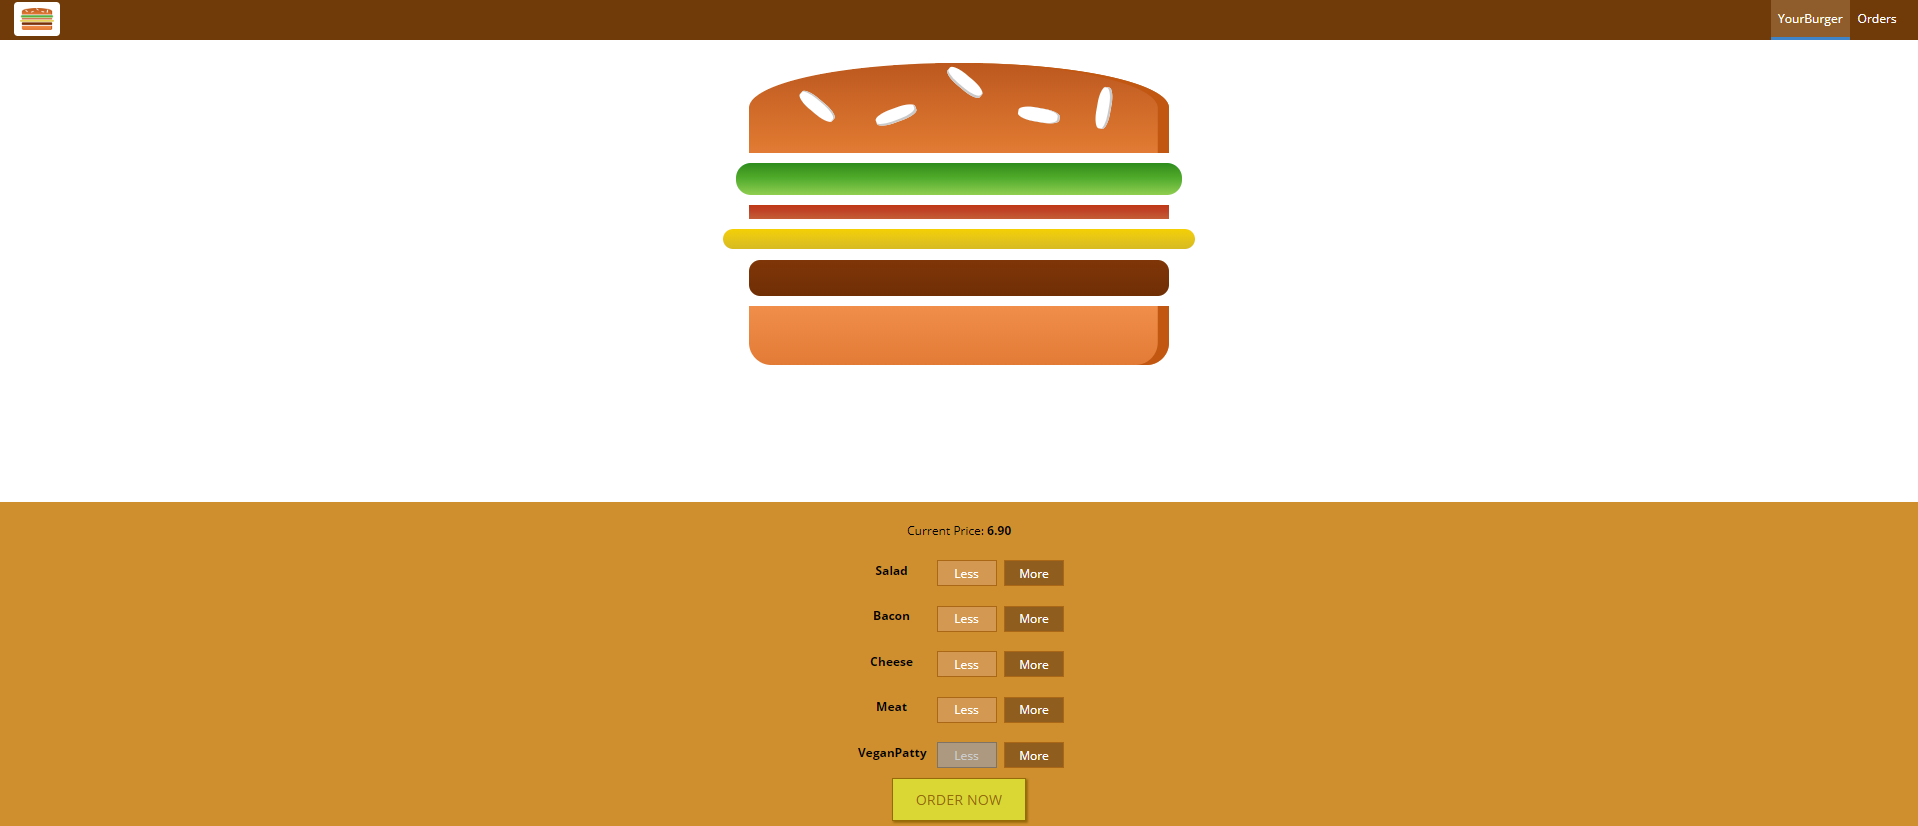 YourBurger Orders
Current Price: 6.90
Salad Less More
Bacon Less More
Cheese Less More
Meat Less More
VeganPatty Less More
ORDER NOW